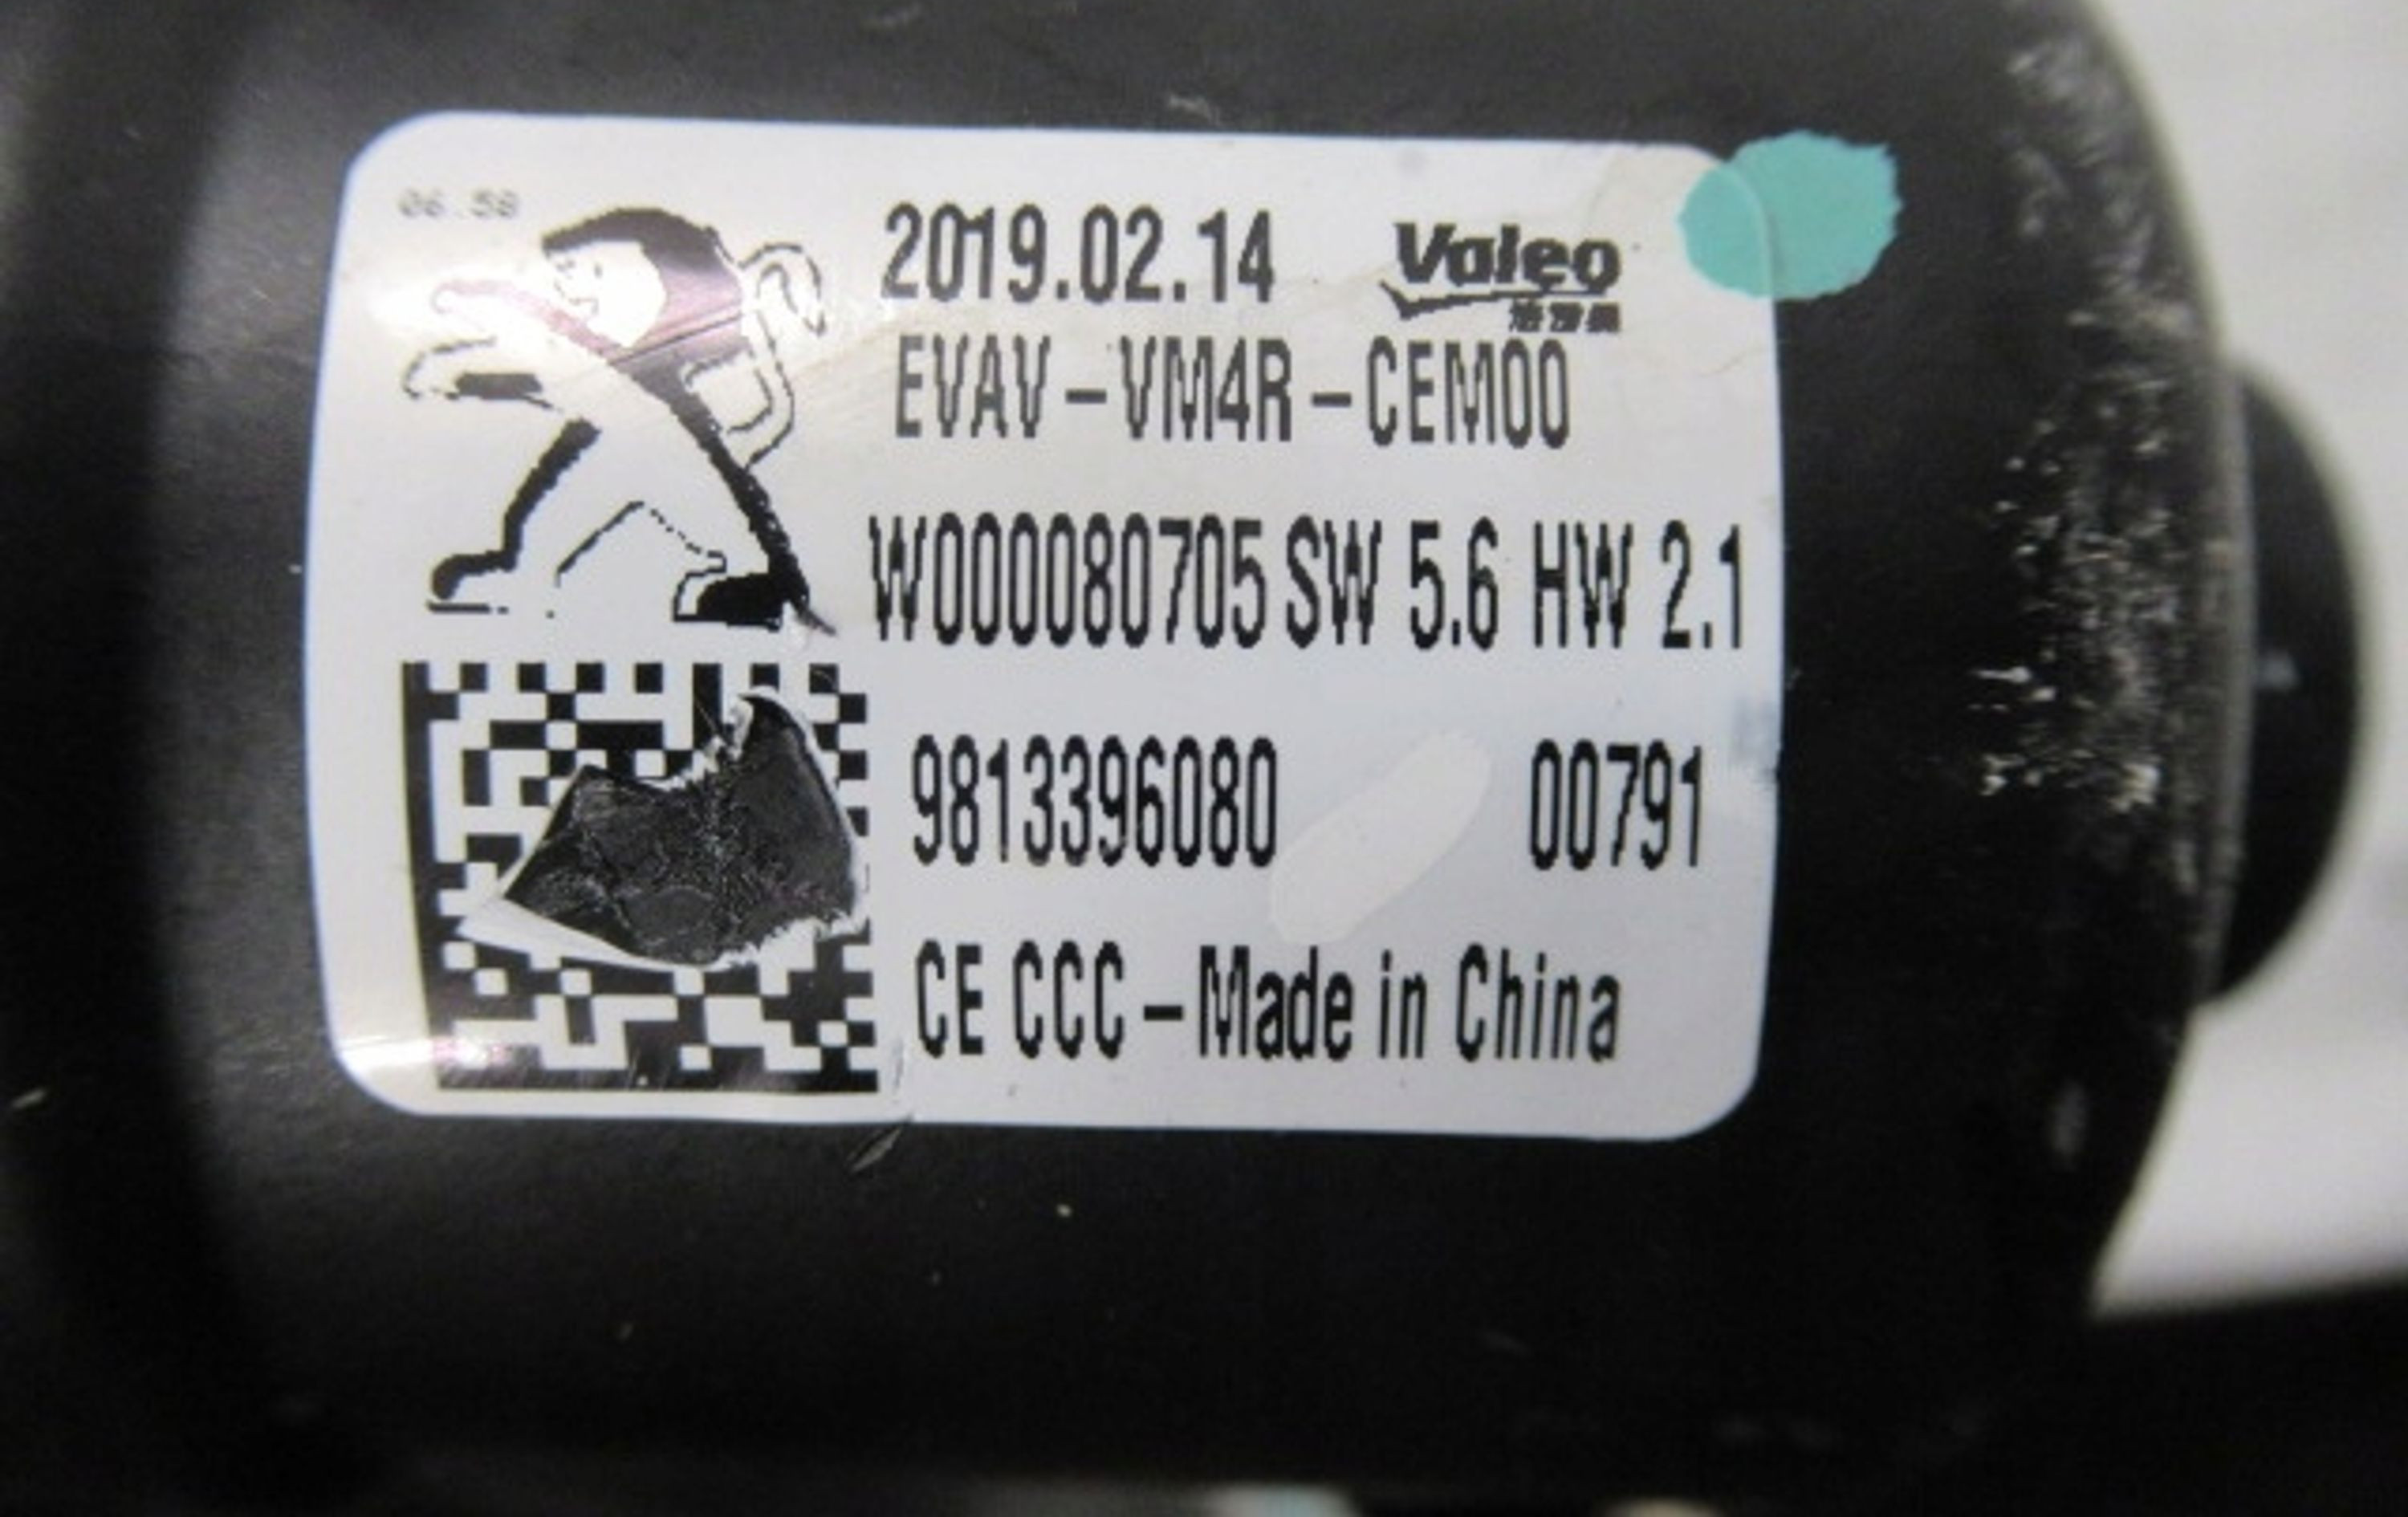 06.58
2019.02.14 Valeo
EVAV-VM4R-CEM00
W000080705 SW 5.6 HW 2.1
9813396080 00791
CE CCC-Made in China